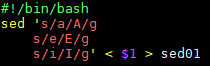 #!/bin/bash
sed 's/a/A/g
s/e/E/g
s/i/I/g' < $1 > sed01